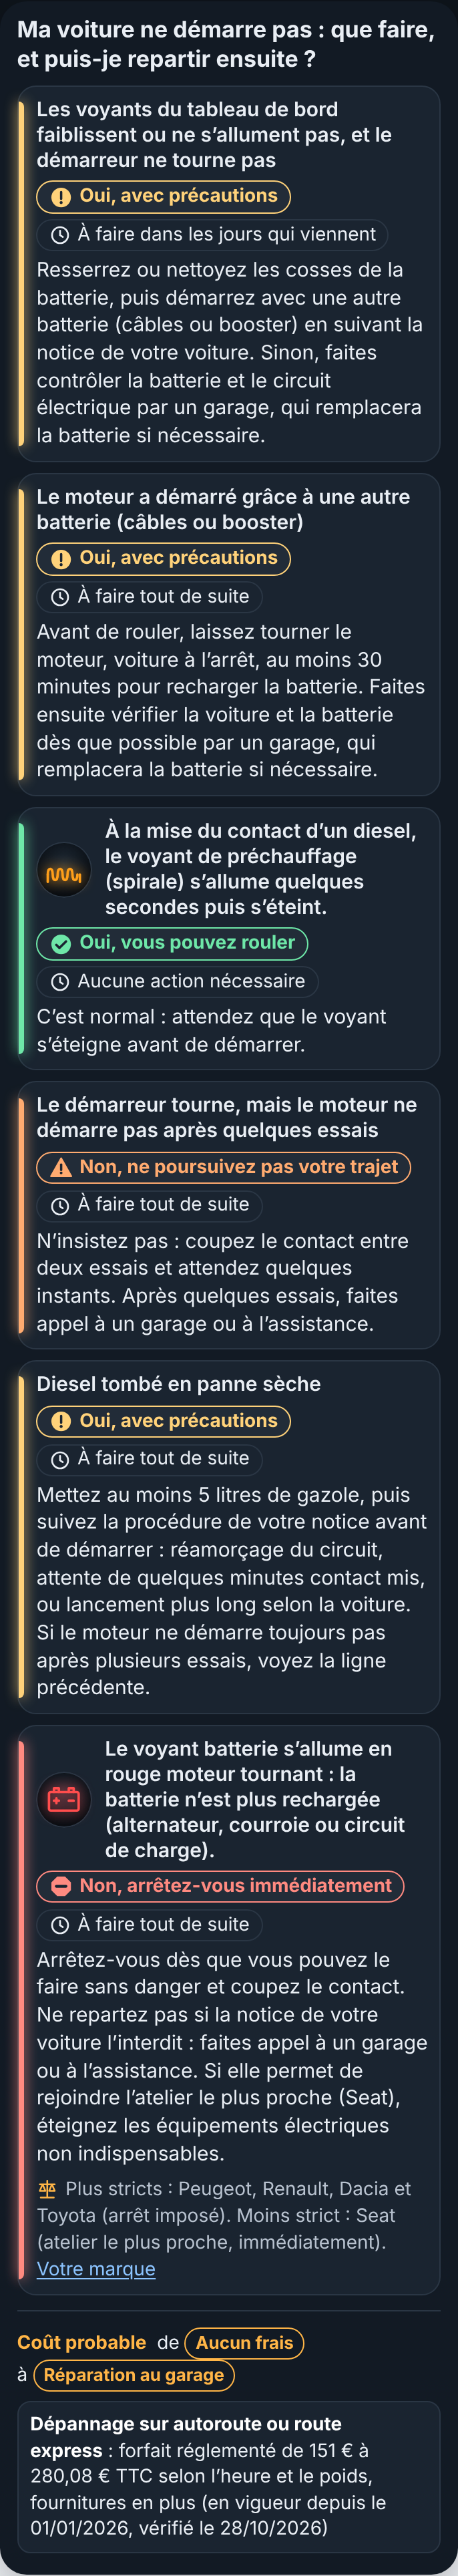 Ma voiture ne démarre pas : que faire,
et puis-je repartir ensuite ?
Les voyants du tableau de bord
faiblissent ou ne s’allument pas, et le
démarreur ne tourne pas
Oui, avec précautions
À faire dans les jours qui viennent
Resserrez ou nettoyez les cosses de la
batterie, puis démarrez avec une autre
batterie (câbles ou booster) en suivant la
notice de votre voiture. Sinon, faites
contrôler la batterie et le circuit
électrique par un garage, qui remplacera
la batterie si nécessaire.
Le moteur a démarré grâce à une autre
batterie (câbles ou booster)
Oui, avec précautions
À faire tout de suite
Avant de rouler, laissez tourner le
moteur, voiture à l’arrêt, au moins 30
minutes pour recharger la batterie. Faites
ensuite vérifier la voiture et la batterie
dès que possible par un garage, qui
remplacera la batterie si nécessaire.
À la mise du contact d’un diesel,
le voyant de préchauffage
(spirale) s’allume quelques
secondes puis s’éteint.
Oui, vous pouvez rouler
Aucune action nécessaire
C’est normal : attendez que le voyant
s’éteigne avant de démarrer.
Le démarreur tourne, mais le moteur ne
démarre pas après quelques essais
Non, ne poursuivez pas votre trajet
À faire tout de suite
N’insistez pas : coupez le contact entre
deux essais et attendez quelques
instants. Après quelques essais, faites
appel à un garage ou à l’assistance.
Diesel tombé en panne sèche
Oui, avec précautions
À faire tout de suite
Mettez au moins 5 litres de gazole, puis
suivez la procédure de votre notice avant
de démarrer : réamorçage du circuit,
attente de quelques minutes contact mis,
ou lancement plus long selon la voiture.
Si le moteur ne démarre toujours pas
après plusieurs essais, voyez la ligne
précédente.
Le voyant batterie s’allume en
rouge moteur tournant : la
batterie n’est plus rechargée
(alternateur, courroie ou circuit
de charge).
Non, arrêtez-vous immédiatement
À faire tout de suite
Arrêtez-vous dès que vous pouvez le
faire sans danger et coupez le contact.
Ne repartez pas si la notice de votre
voiture l’interdit : faites appel à un garage
ou à l’assistance. Si elle permet de
rejoindre l’atelier le plus proche (Seat),
éteignez les équipements électriques
non indispensables.
Plus stricts : Peugeot, Renault, Dacia et
Toyota (arrêt imposé). Moins strict : Seat
(atelier le plus proche, immédiatement).
Votre marque
Coût probable de Aucun frais
à Réparation au garage
Dépannage sur autoroute ou route
express : forfait réglementé de 151 € à
280,08 € TTC selon l’heure et le poids,
fournitures en plus (en vigueur depuis le
01/01/2026, vérifié le 28/10/2026)